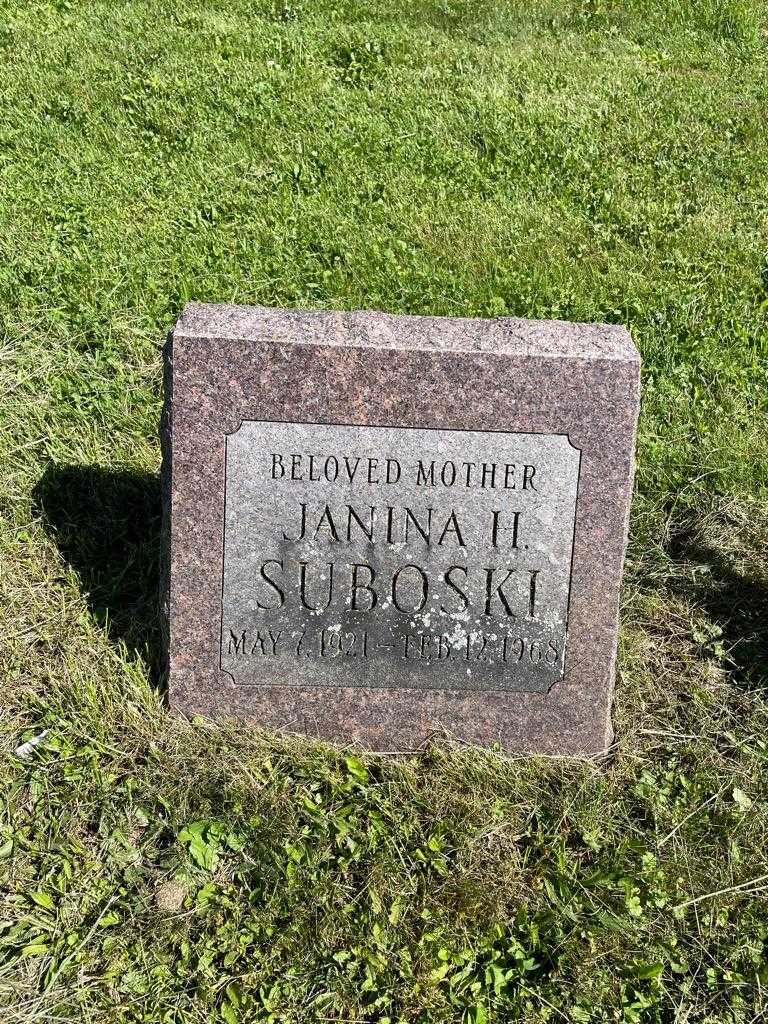 BELOVED MOTHER
JANINA H.
SUBOSKI
MAY 7, 1921 - FEB. 12, 1968